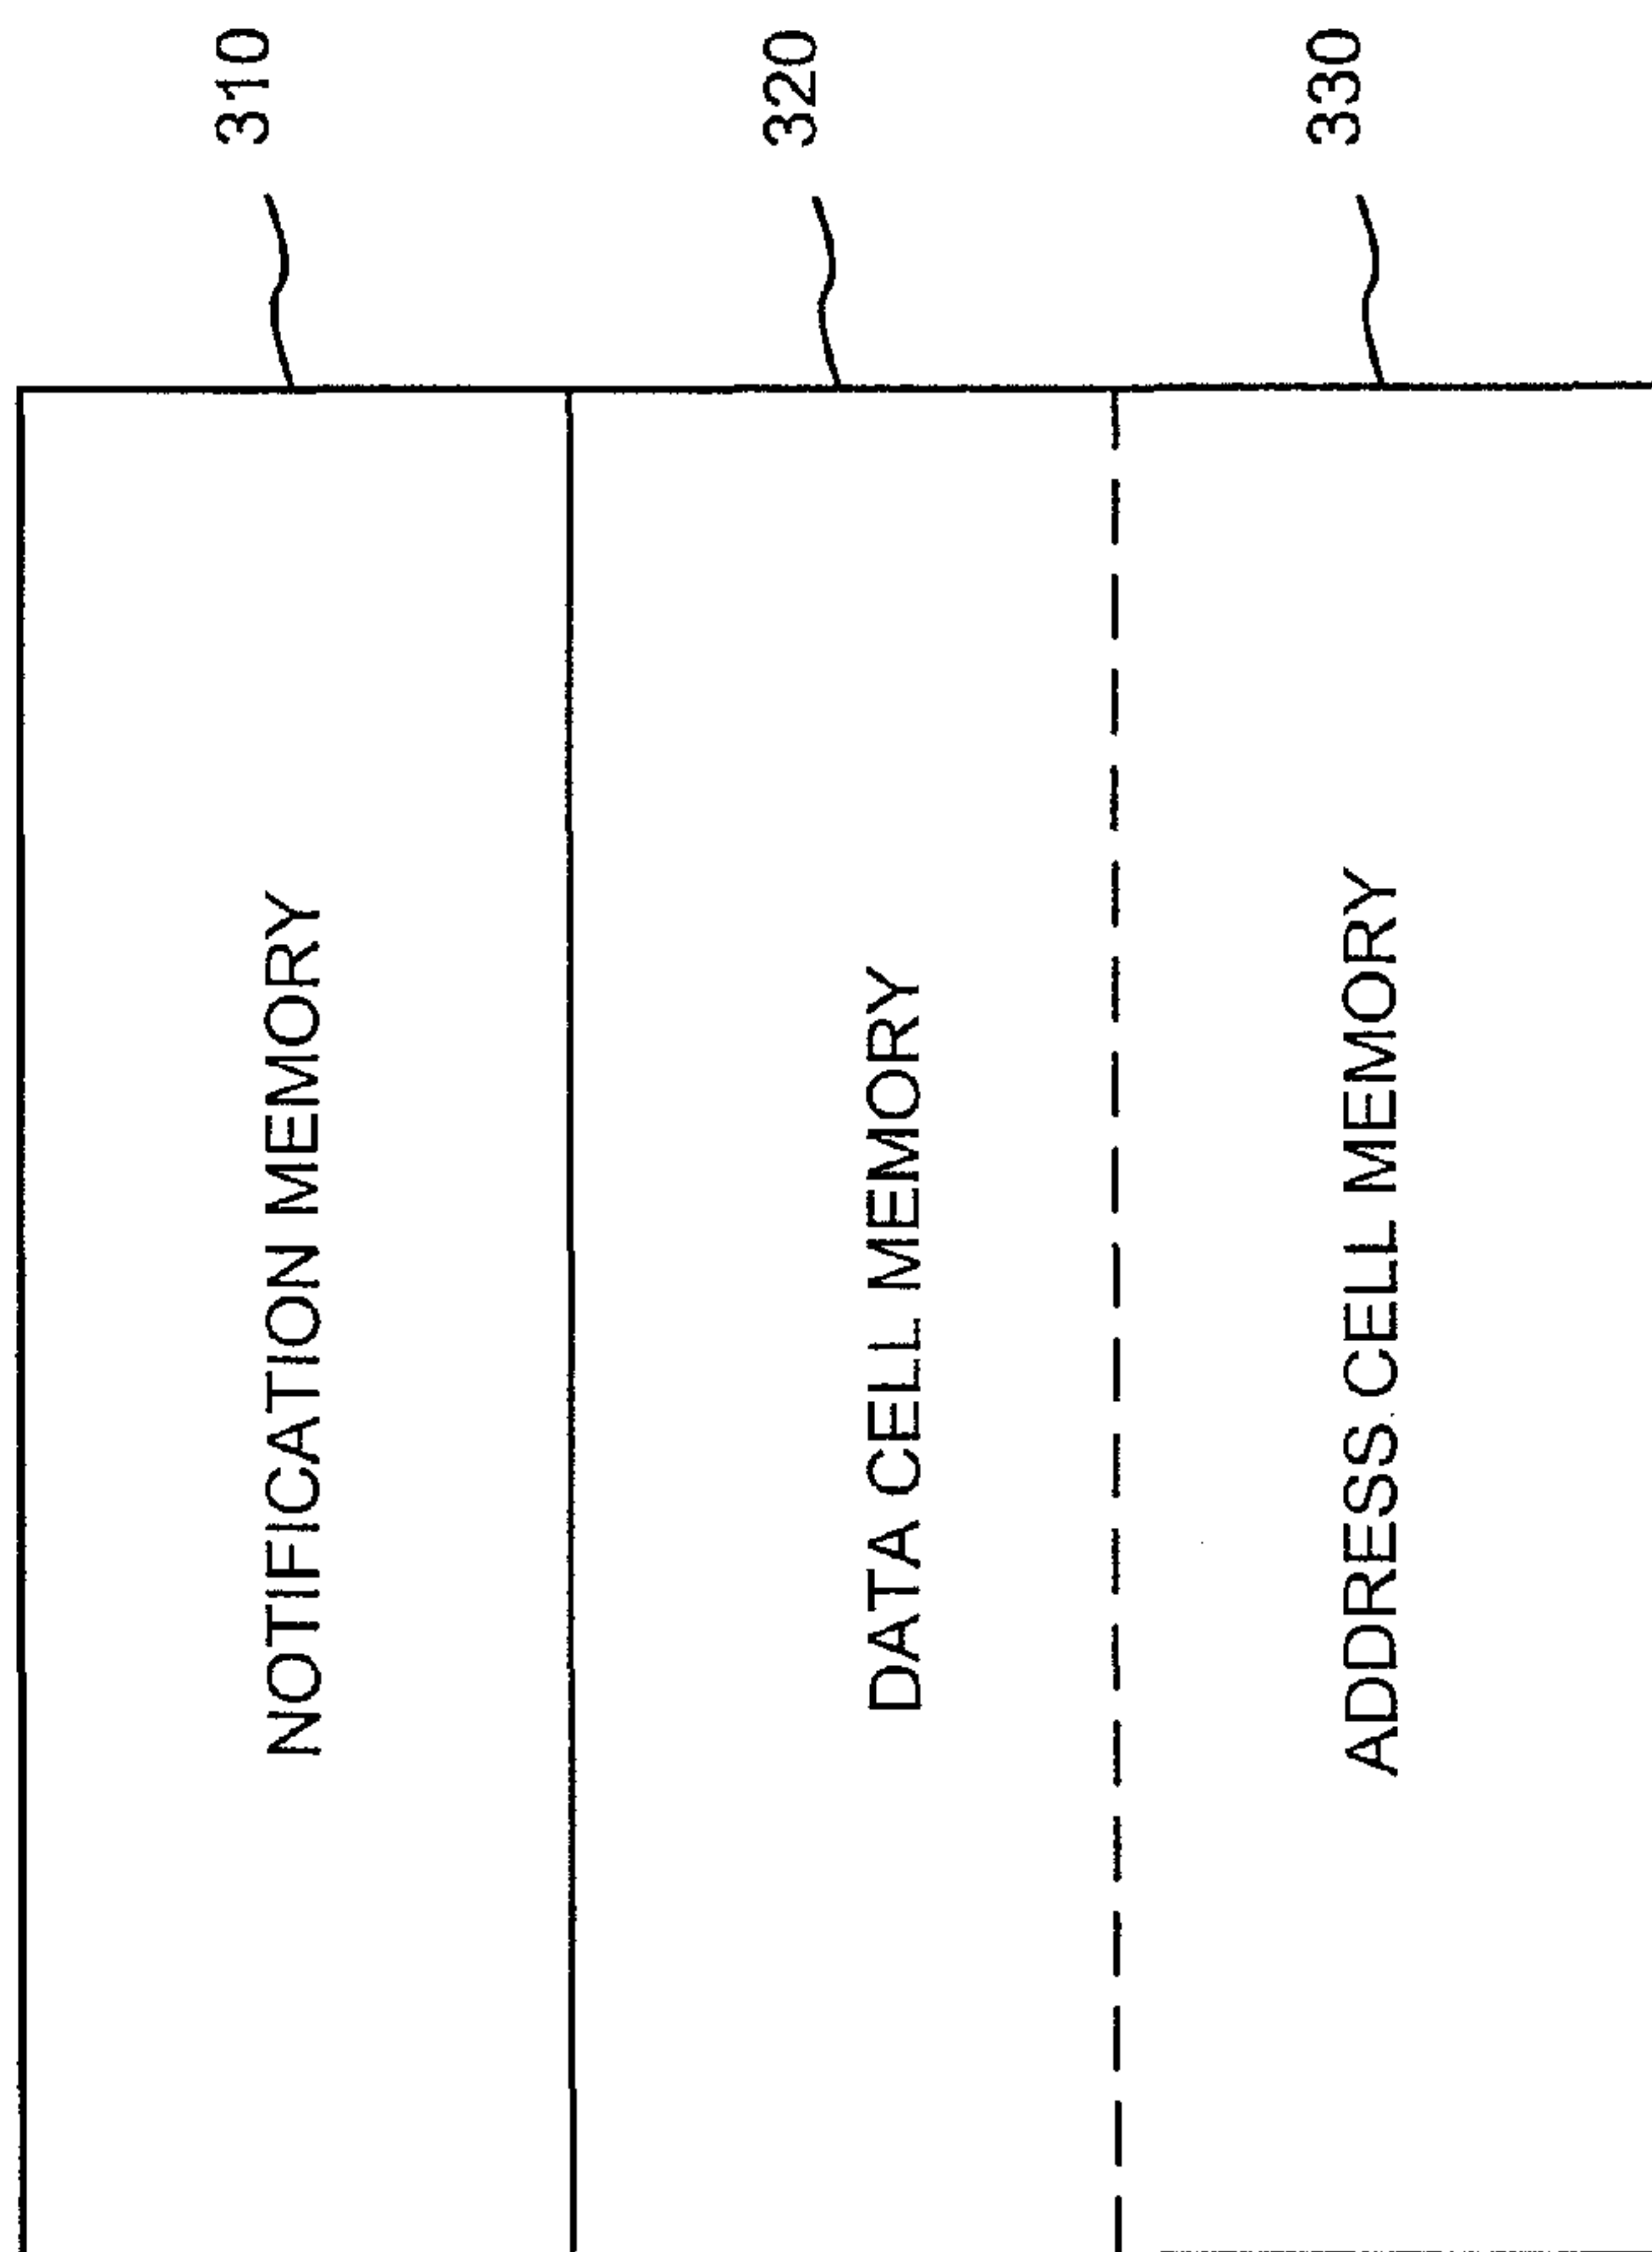 NOTIFICATION MEMORY
310
DATA CELL MEMORY
320
ADDRESS CELL MEMORY
330